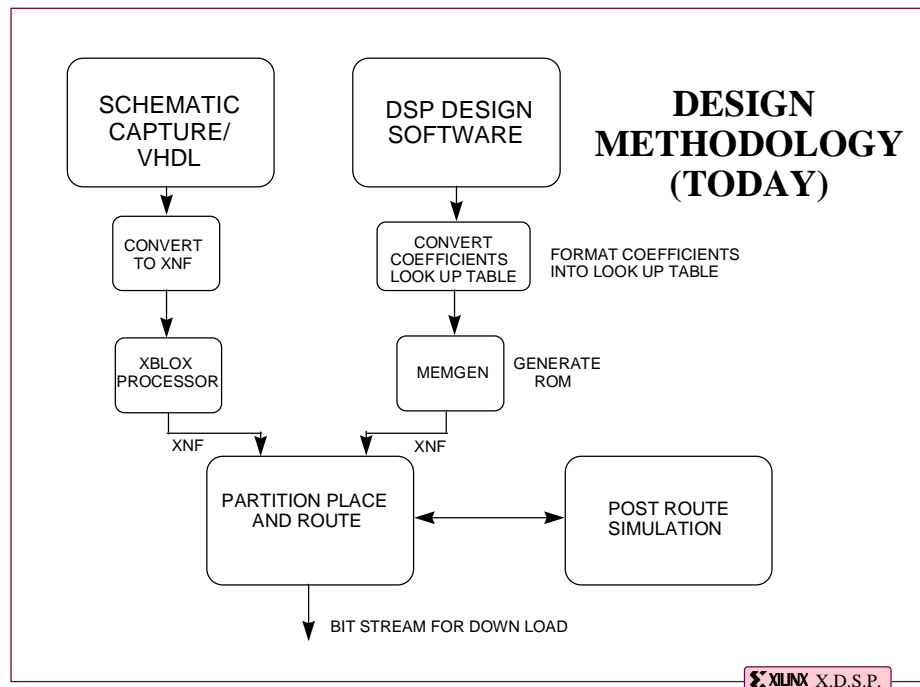 SCHEMATIC
CAPTURE/
VHDL
DSP DESIGN
SOFTWARE
DESIGN
METHODOLOGY
(TODAY)
CONVERT
TO XNF
CONVERT
COEFFICIENTS
LOOK UP TABLE
FORMAT COEFFICIENTS
INTO LOOK UP TABLE
XBLOX
PROCESSOR
MEMGEN
GENERATE
ROM
XNF
XNF
PARTITION PLACE
AND ROUTE
POST ROUTE
SIMULATION
BIT STREAM FOR DOWN LOAD
XILINX X.D.S.P.